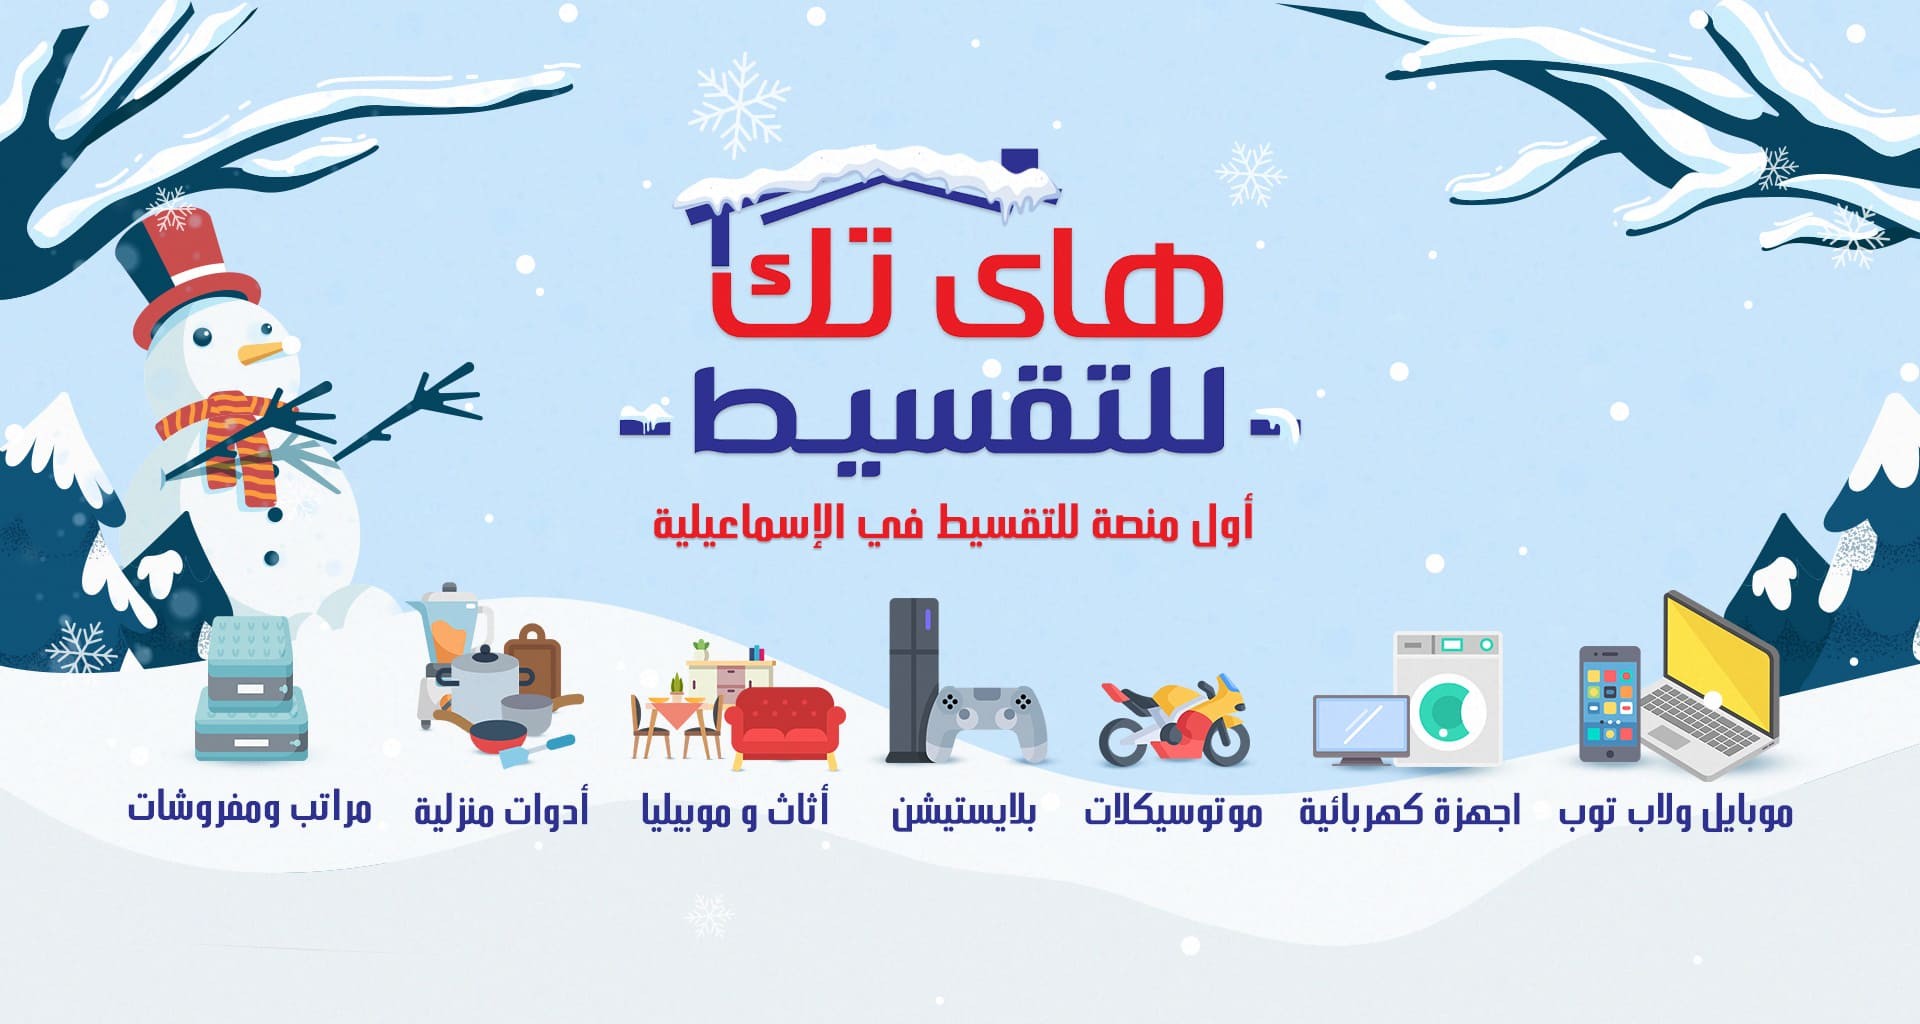 هاى تك
للتقسيط
أول منصة للتقسيط في الإسماعيلية
موبايل ولاب توب
اجهزة كهربائية
موتوسيكلات
بلايستيشن
أثاث و موبيليا
أدوات منزلية
مراتب ومفروشات